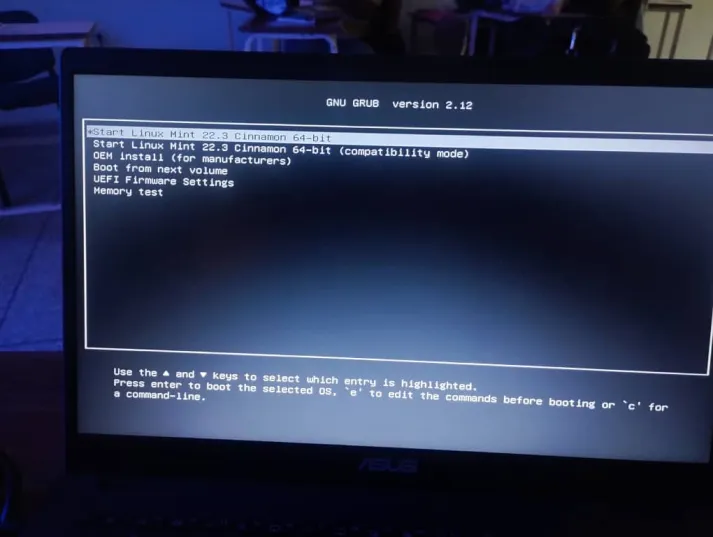 GNU GRUB version 2.12
*Start Linux Mint 22.3 Cinnamon 64-bit
Start Linux Mint 22.3 Cinnamon 64-bit (compatibility mode)
OEM install (for manufacturers)
Boot from next volume
UEFI Firmware Settings
Memory test
Use the ▲ and ▼ keys to select which entry is highlighted.
Press enter to boot the selected OS, `e' to edit the commands before booting or `c' for
a command-line.
ASUS